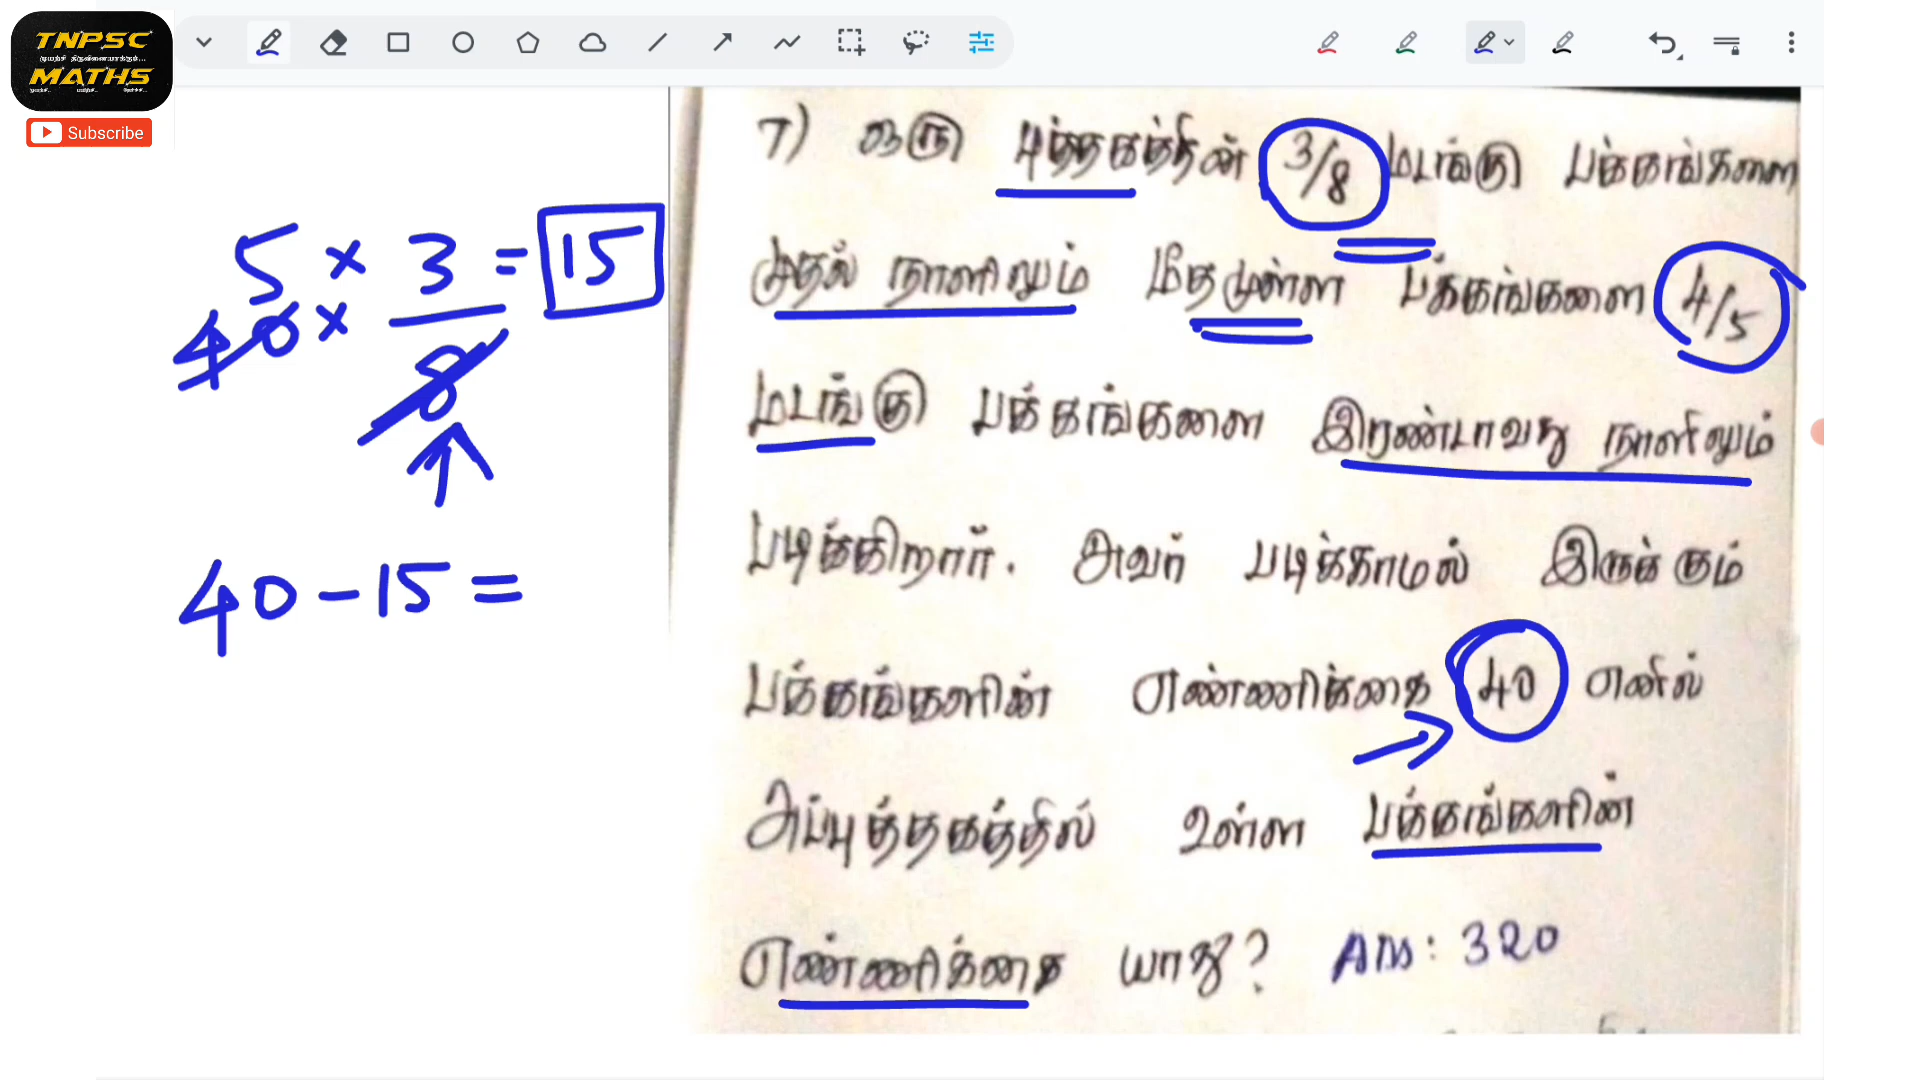 TNPSC
முயற்சி திருவினையாக்கும்...
MATHS
Subscribe
7) ஒரு புத்தகத்தின் 3/8 மடங்கு பக்கங்களை
முதல் நாளிலும் மீதமுள்ள பக்கங்களை 4/5
மடங்கு பக்கங்களை இரண்டாவது நாளிலும்
படிக்கிறார். அவர் படிக்காமல் இருக்கும்
பக்கங்களின் எண்ணிக்கை 40 எனில்
அப்புத்தகத்தில் உள்ள பக்கங்களின்
எண்ணிக்கை யாது? Ans: 320
5 × 3 = 15
40 × 8
40 - 15 =